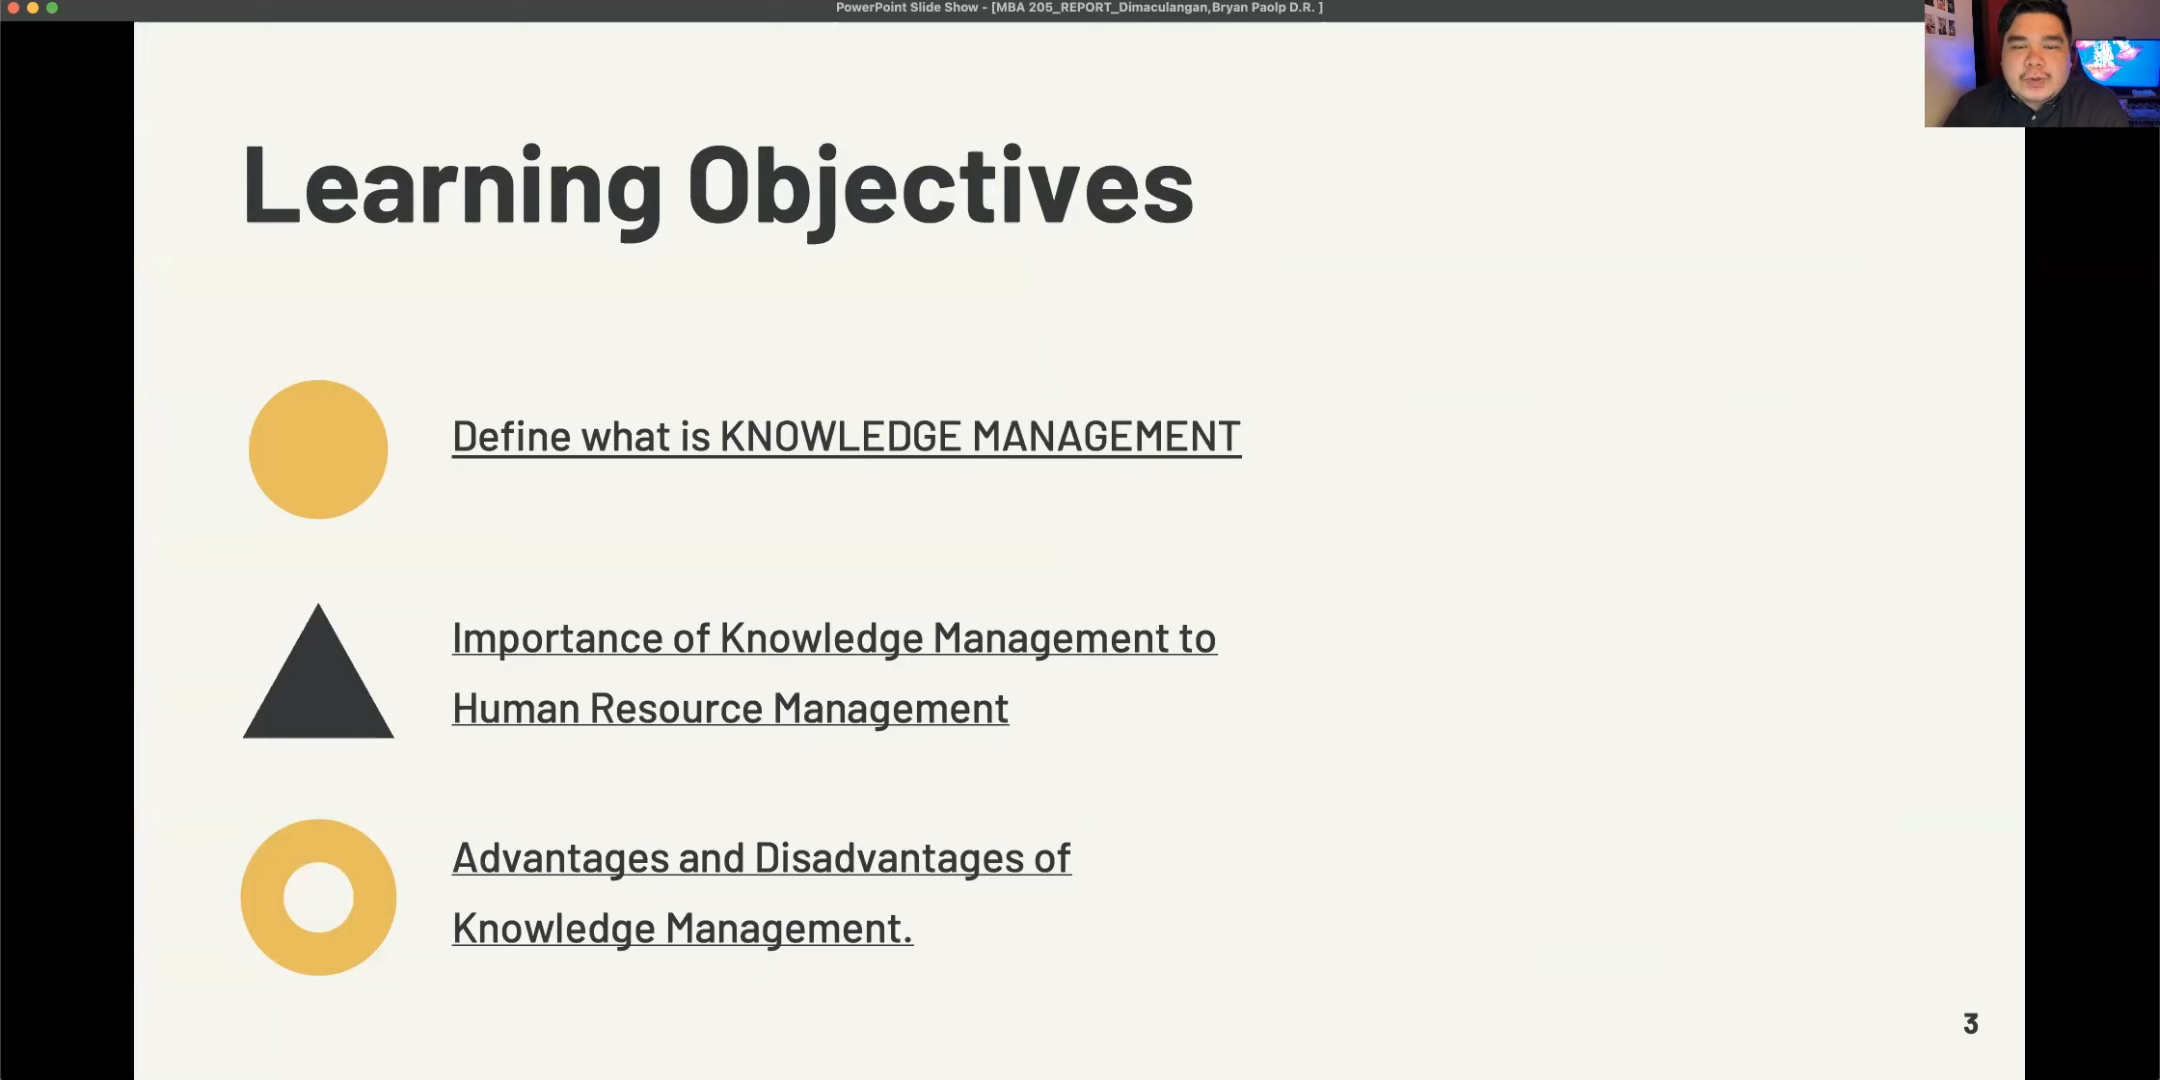 PowerPoint Slide Show - [MBA 205_REPORT_Dimaculangan,Bryan Paolp D.R. ]
Learning Objectives
Define what is KNOWLEDGE MANAGEMENT
Importance of Knowledge Management to
Human Resource Management
Advantages and Disadvantages of
Knowledge Management.
3